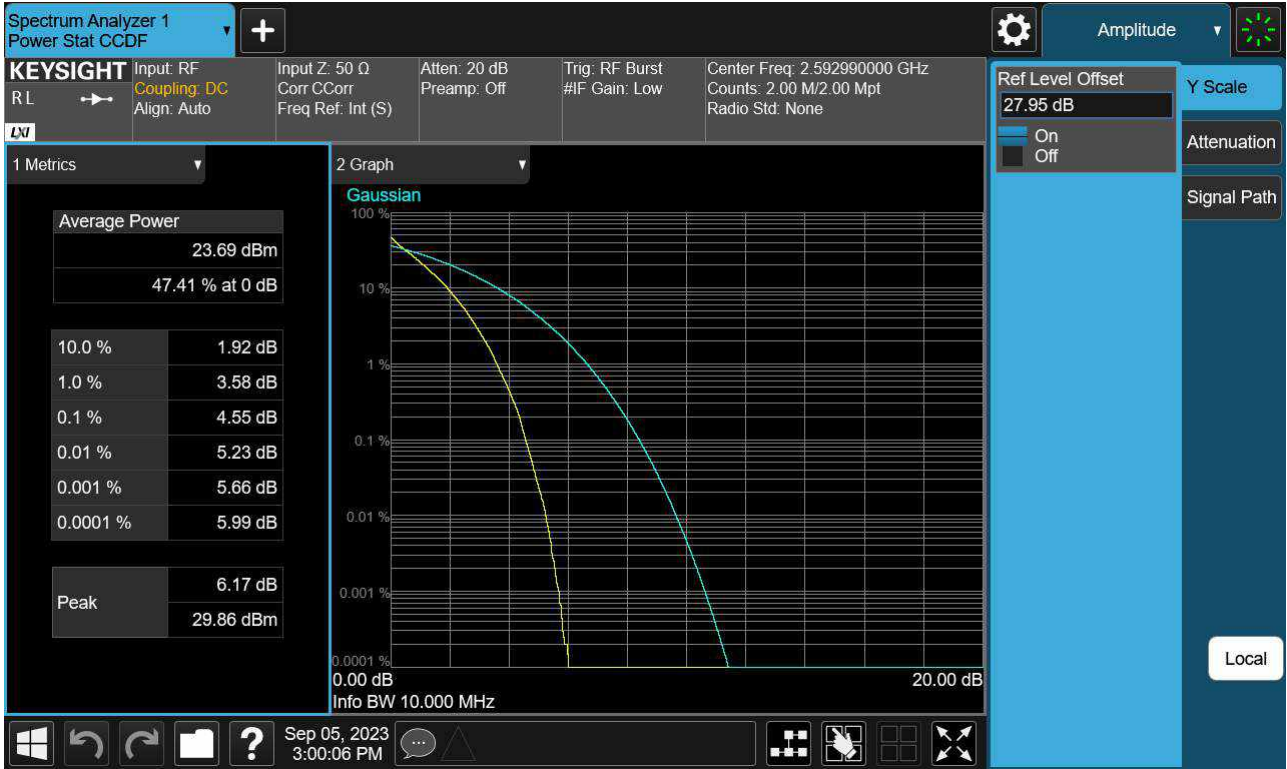 Spectrum Analyzer 1
Power Stat CCDF
+
Amplitude
KEYSIGHT
R L
LXI
Input: RF
Coupling: DC
Align: Auto
Input Z: 50 Ω
Corr CCorr
Freq Ref: Int (S)
Atten: 20 dB
Preamp: Off
Trig: RF Burst
#IF Gain: Low
Center Freq: 2.592990000 GHz
Counts: 2.00 M/2.00 Mpt
Radio Std: None
Ref Level Offset
27.95 dB
On
Off
Y Scale
Attenuation
Signal Path
Local
1 Metrics
Average Power
23.69 dBm
47.41 % at 0 dB
10.0 % 1.92 dB
1.0 % 3.58 dB
0.1 % 4.55 dB
0.01 % 5.23 dB
0.001 % 5.66 dB
0.0001 % 5.99 dB
Peak 6.17 dB
29.86 dBm
2 Graph
Gaussian
100 %
10 %
1 %
0.1 %
0.01 %
0.001 %
0.0001 %
0.00 dB 20.00 dB
Info BW 10.000 MHz
?
Sep 05, 2023
3:00:06 PM